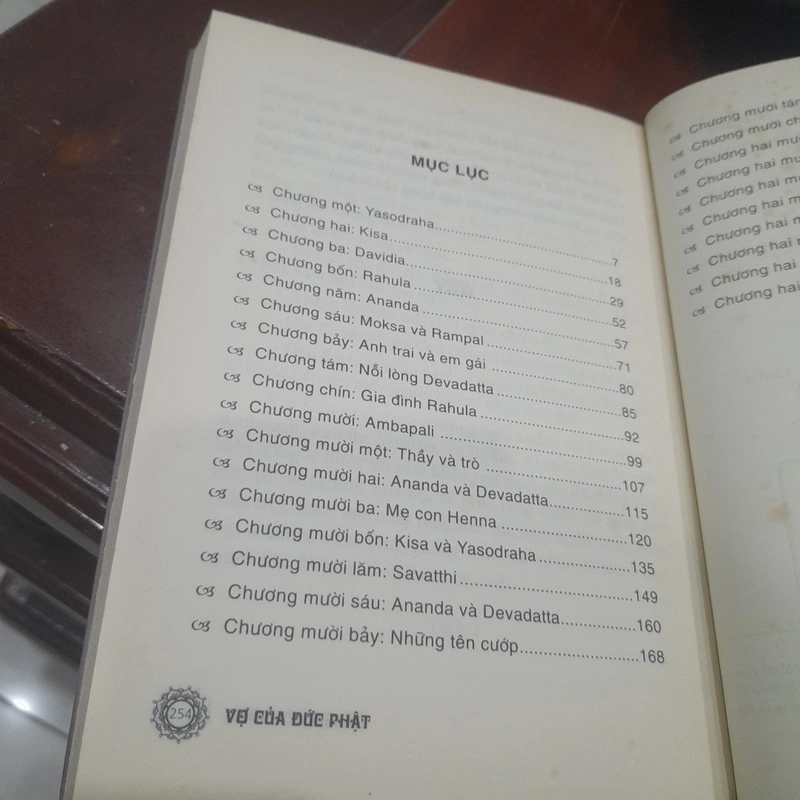 MỤC LỤC
Chương một: Yasodraha.....7
Chương hai: Kisa.....18
Chương ba: Davidia.....29
Chương bốn: Rahula.....52
Chương năm: Ananda.....57
Chương sáu: Moksa và Rampal.....71
Chương bảy: Anh trai và em gái.....80
Chương tám: Nỗi lòng Devadatta.....85
Chương chín: Gia đình Rahula.....92
Chương mười: Ambapali.....99
Chương mười một: Thầy và trò.....107
Chương mười hai: Ananda và Devadatta.....115
Chương mười ba: Mẹ con Henna.....120
Chương mười bốn: Kisa và Yasodraha.....135
Chương mười lăm: Savatthi.....149
Chương mười sáu: Ananda và Devadatta.....160
Chương mười bảy: Những tên cướp.....168
254 VỢ CỦA ĐỨC PHẬT
Chương mười tám
Chương mười
Chương hai
Chương hai
Chương hai
Chương hai
Chương hai
Chương hai
Chương hai
Chương hai